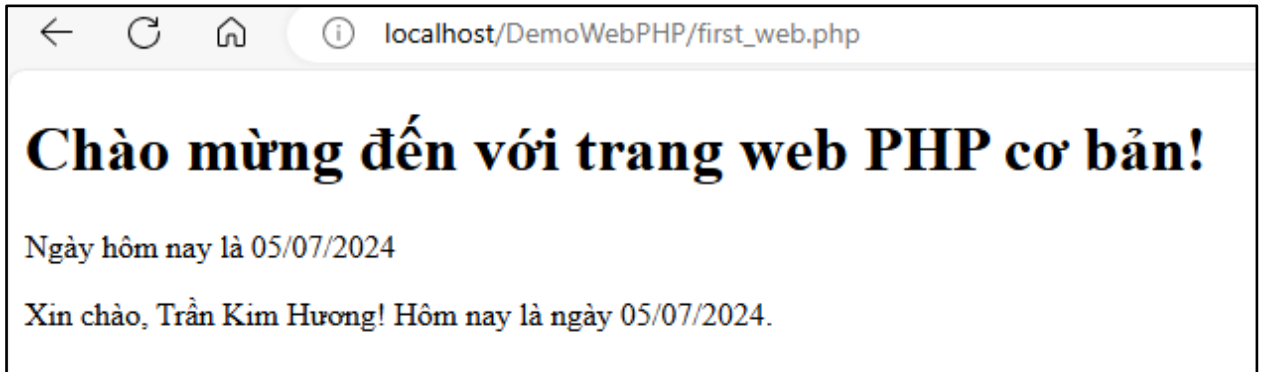 localhost/DemoWebPHP/first_web.php
Chào mừng đến với trang web PHP cơ bản!
Ngày hôm nay là 05/07/2024
Xin chào, Trần Kim Hương! Hôm nay là ngày 05/07/2024.